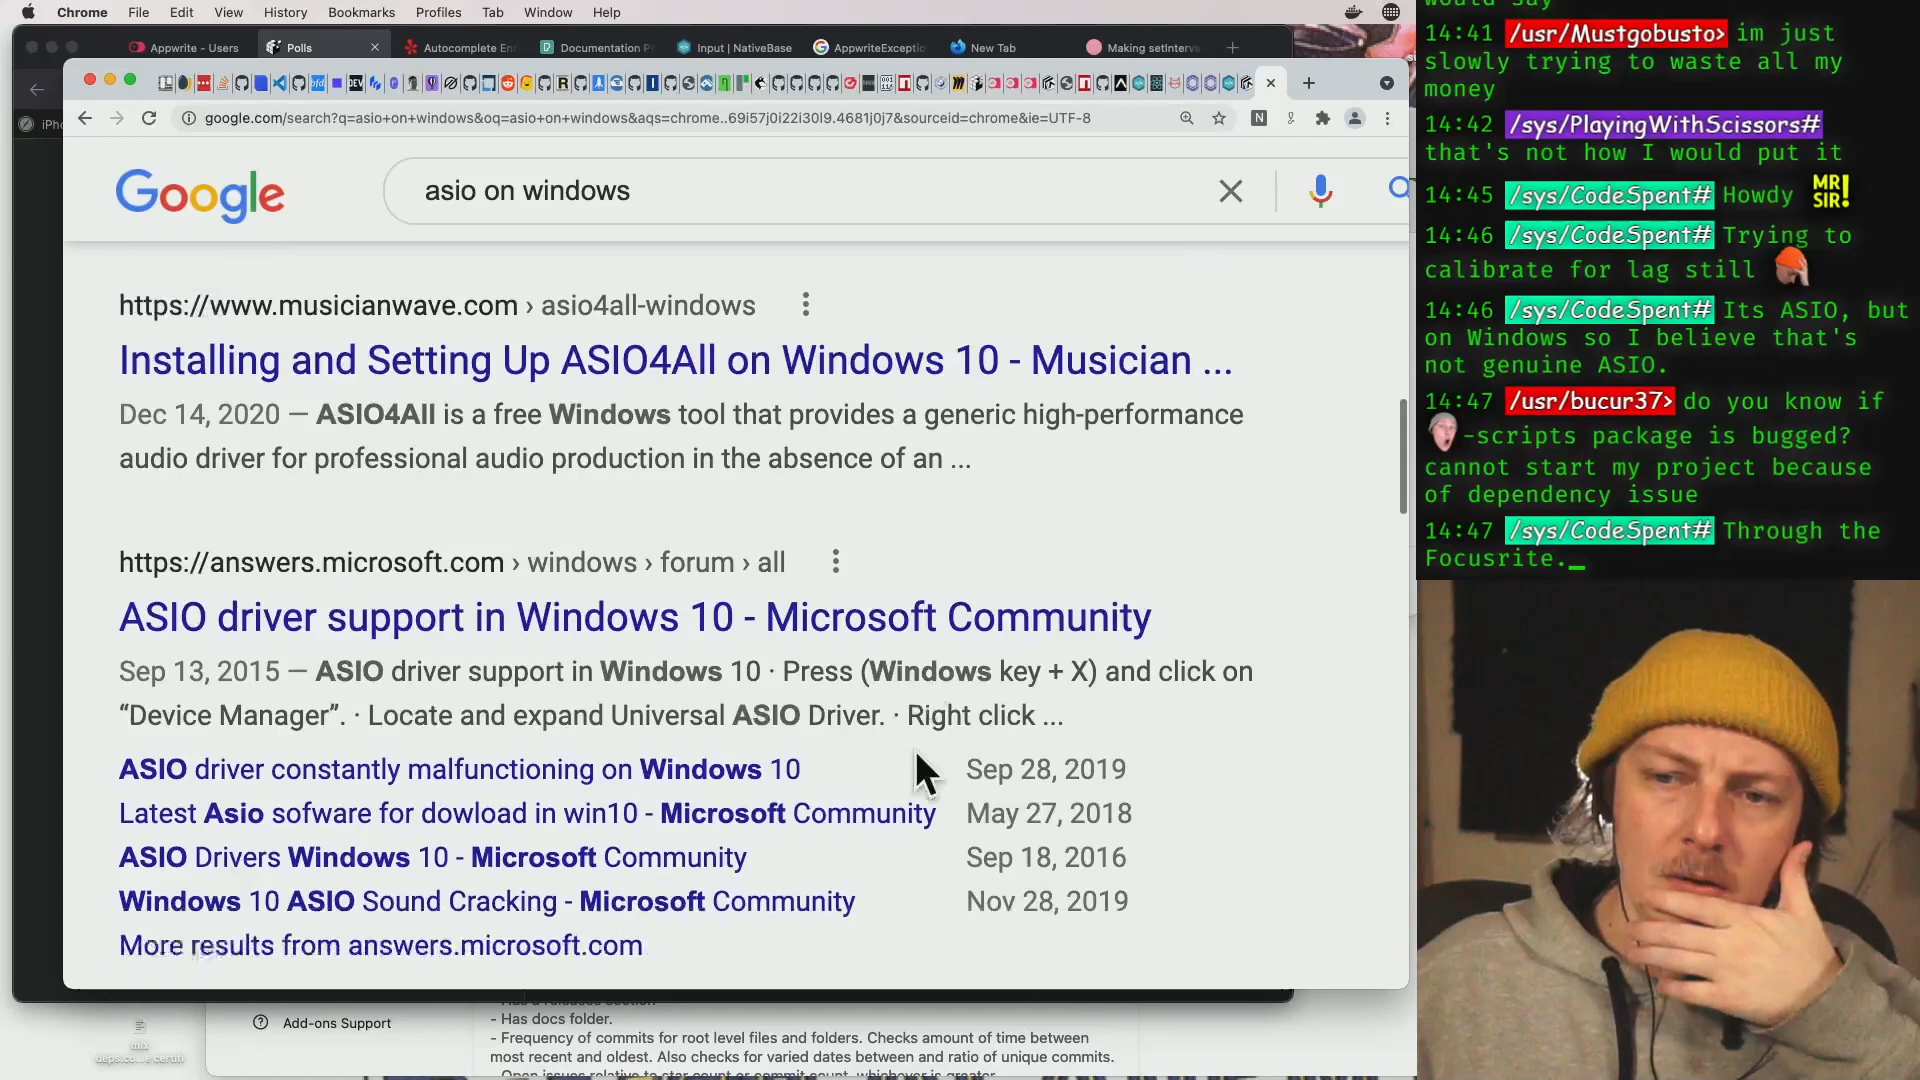 Chrome File Edit View History Bookmarks Profiles Tab Window Help
Appwrite - Users
Polls
Autocomplete
Documentation
Input | NativeBase
New Tab
Making
google.com/search?q=asio+on+windows&oq=asio+on+windows&aqs=chrome..69i57j0i22i30l9.4681j0j7&sourceid=chrome&ie=UTF-8
Google
asio on windows
https://www.musicianwave.com › asio4all-windows
Installing and Setting Up ASIO4All on Windows 10 - Musician ...
Dec 14, 2020 — ASIO4All is a free Windows tool that provides a generic high-performance
audio driver for professional audio production in the absence of an ...
https://answers.microsoft.com › windows › forum › all
ASIO driver support in Windows 10 - Microsoft Community
Sep 13, 2015 — ASIO driver support in Windows 10 · Press (Windows key + X) and click on
“Device Manager”. · Locate and expand Universal ASIO Driver. · Right click ...
ASIO driver constantly malfunctioning on Windows 10 Sep 28, 2019
Latest Asio sofware for dowload in win10 - Microsoft Community May 27, 2018
ASIO Drivers Windows 10 - Microsoft Community Sep 18, 2016
Windows 10 ASIO Sound Cracking - Microsoft Community Nov 28, 2019
More results from answers.microsoft.com
Add-ons Support
- Has docs folder.
- Frequency of commits for root level files and folders. Checks amount of time between
most recent and oldest. Also checks for varied dates between and ratio of unique commits.
would say
14:41 /usr/Mustgobusto> im just
slowly trying to waste all my
money
14:42 /sys/PlayingWithScissors#
that's not how I would put it
14:45 /sys/CodeSpent# Howdy MR SIR!
14:46 /sys/CodeSpent# Trying to
calibrate for lag still
14:46 /sys/CodeSpent# Its ASIO, but
on Windows so I believe that's
not genuine ASIO.
14:47 /usr/bucur37> do you know if
-scripts package is bugged?
cannot start my project because
of dependency issue
14:47 /sys/CodeSpent# Through the
Focusrite._